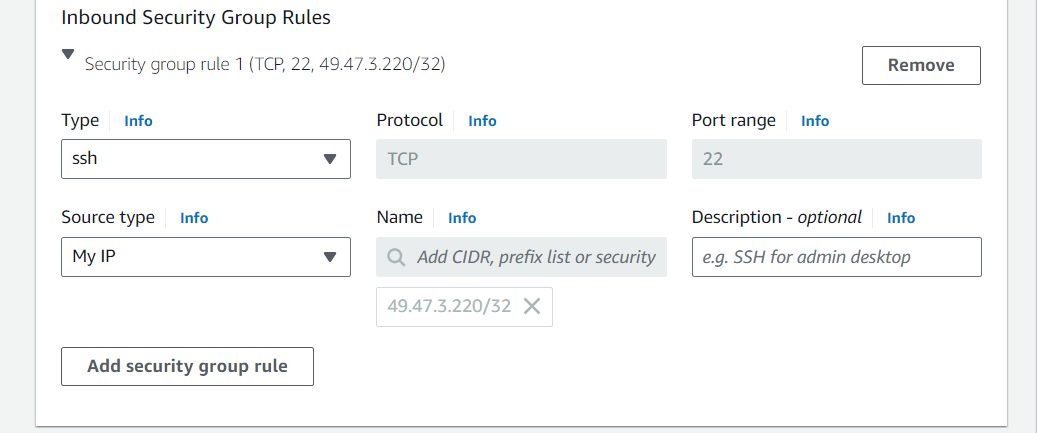 Inbound Security Group Rules
Security group rule 1 (TCP, 22, 49.47.3.220/32)
Remove
Type Info
Protocol Info
Port range Info
ssh
TCP
22
Source type Info
Name Info
Description - optional Info
My IP
Add CIDR, prefix list or security
e.g. SSH for admin desktop
49.47.3.220/32
Add security group rule